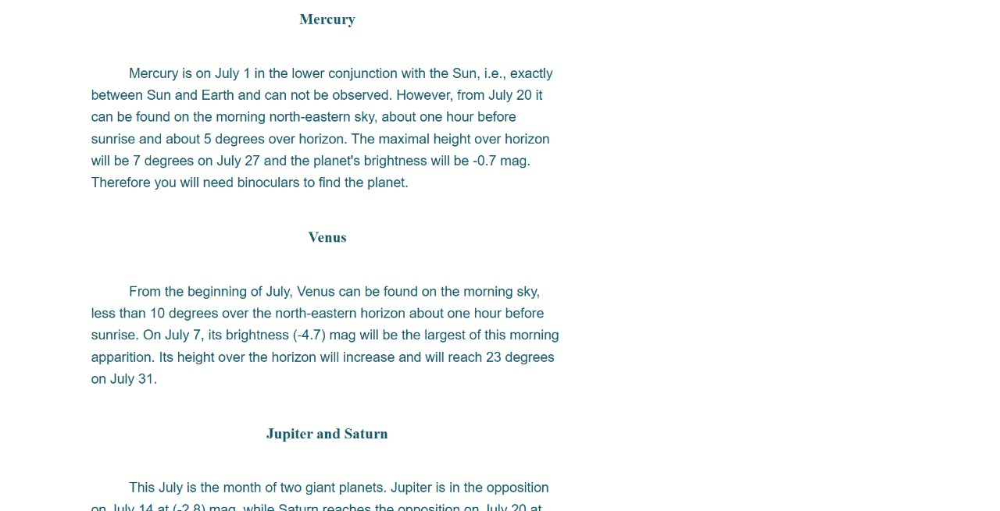 Mercury
Mercury is on July 1 in the lower conjunction with the Sun, i.e., exactly
between Sun and Earth and can not be observed. However, from July 20 it
can be found on the morning north-eastern sky, about one hour before
sunrise and about 5 degrees over horizon. The maximal height over horizon
will be 7 degrees on July 27 and the planet's brightness will be -0.7 mag.
Therefore you will need binoculars to find the planet.
Venus
From the beginning of July, Venus can be found on the morning sky,
less than 10 degrees over the north-eastern horizon about one hour before
sunrise. On July 7, its brightness (-4.7) mag will be the largest of this morning
apparition. Its height over the horizon will increase and will reach 23 degrees
on July 31.
Jupiter and Saturn
This July is the month of two giant planets. Jupiter is in the opposition
on July 14 at (-2.8) mag, while Saturn reaches the opposition on July 20 at